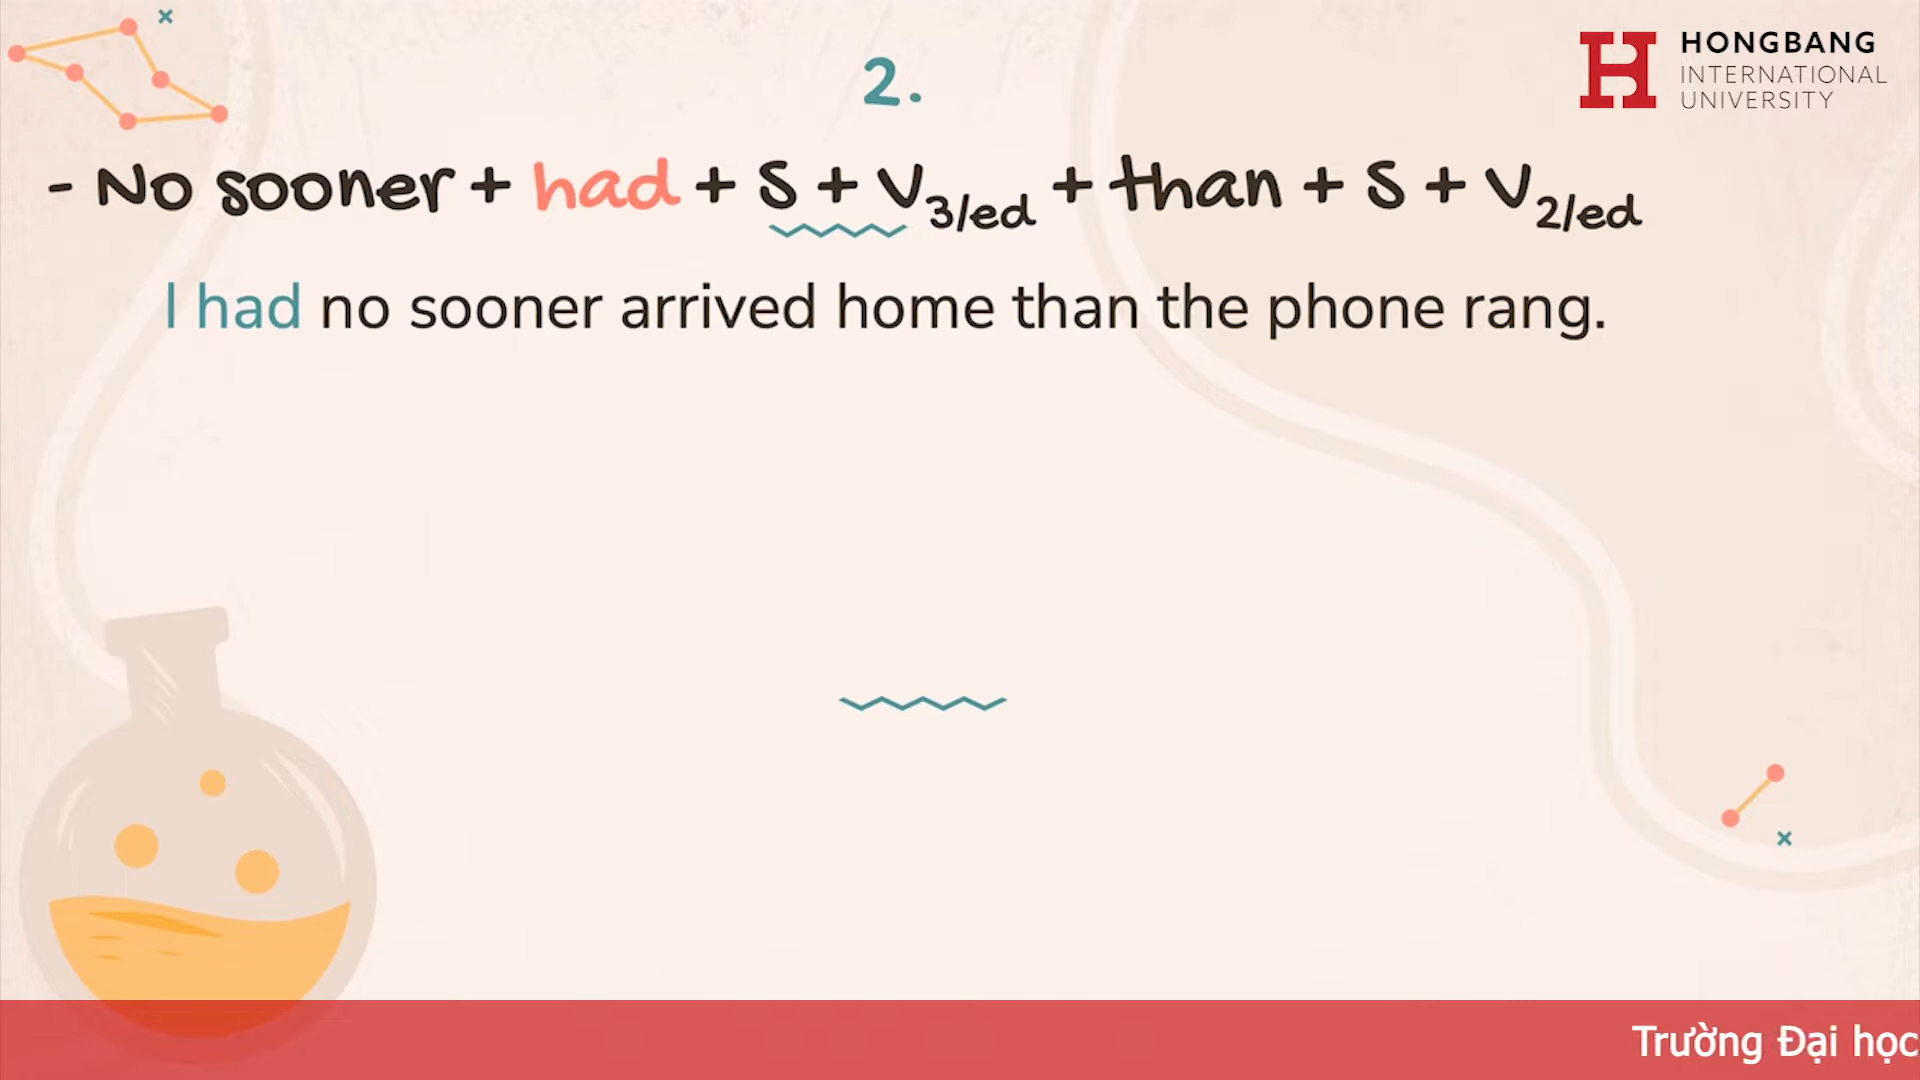 HONGBANG
INTERNATIONAL
UNIVERSITY
2.
- No sooner + had + S + V3/ed + than + S + V2/ed
I had no sooner arrived home than the phone rang.
Trường Đại học